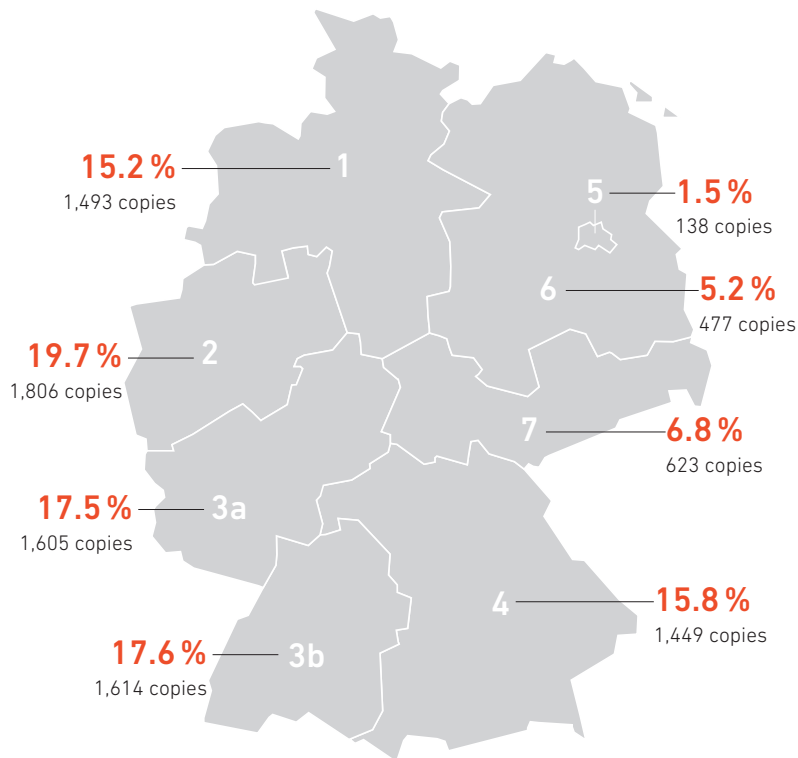 1
15.2 %
1,493 copies
5
1.5 %
138 copies
6
5.2 %
477 copies
2
19.7 %
1,806 copies
7
6.8 %
623 copies
3a
17.5 %
1,605 copies
4
15.8 %
1,449 copies
3b
17.6 %
1,614 copies